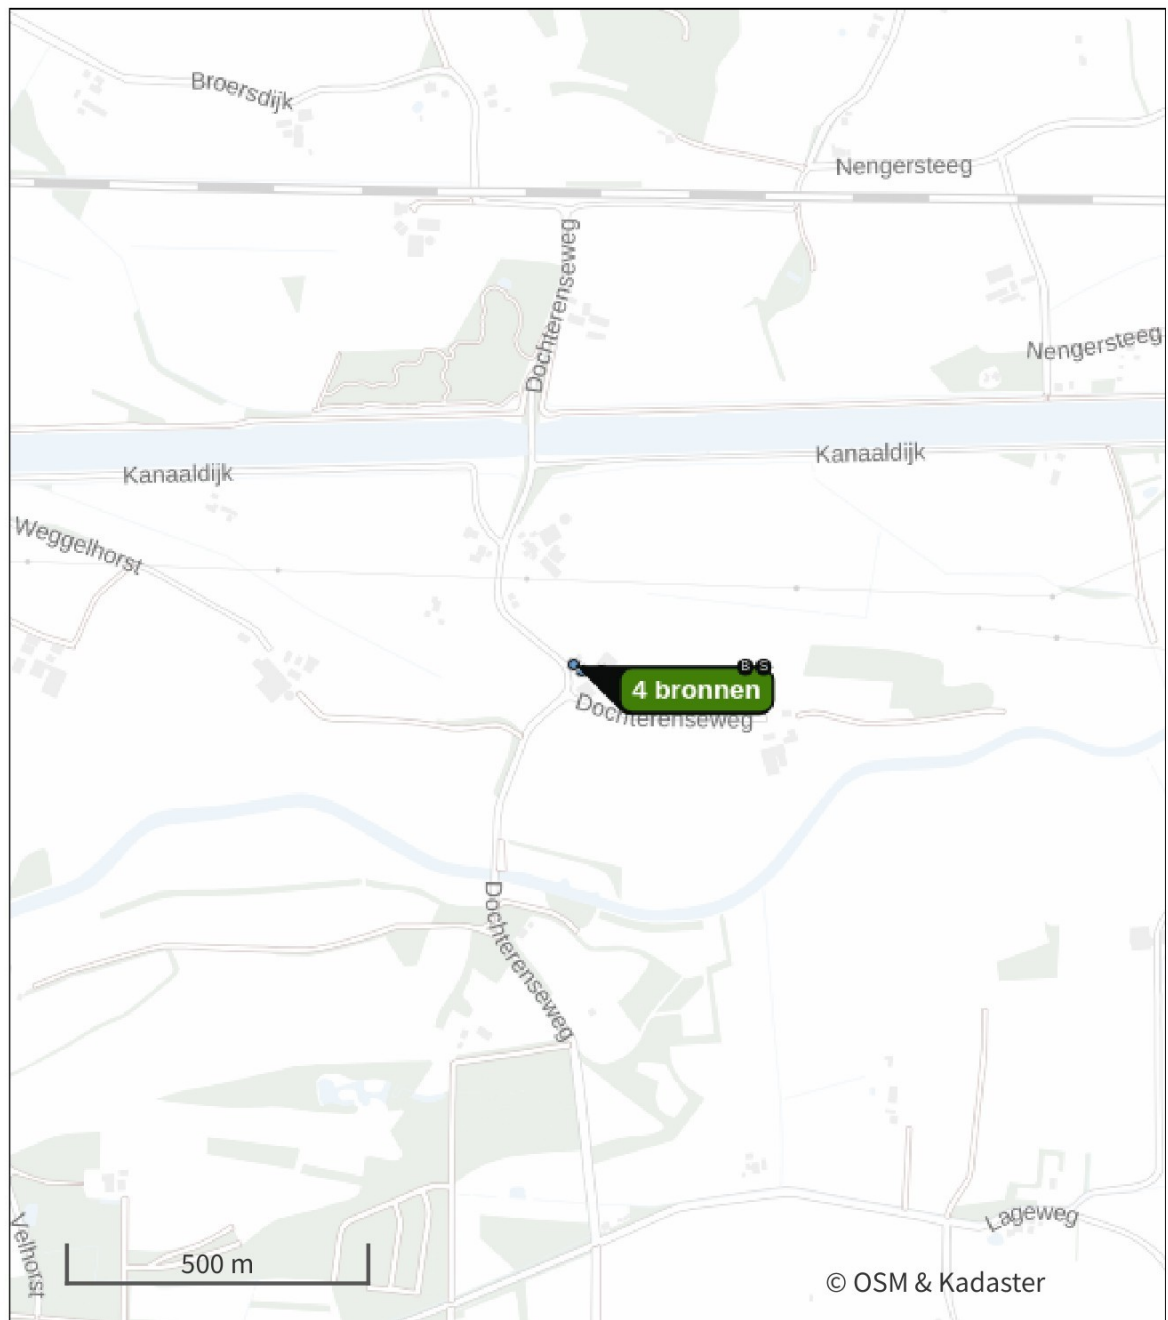 Broersdijk
Nengersteeg
Dochterenseweg
Nengersteeg
Kanaaldijk
Kanaaldijk
Weggelhorst
B S
4 bronnen
Dochterenseweg
Dochterenseweg
Lageweg
Velhorst
500 m
© OSM & Kadaster